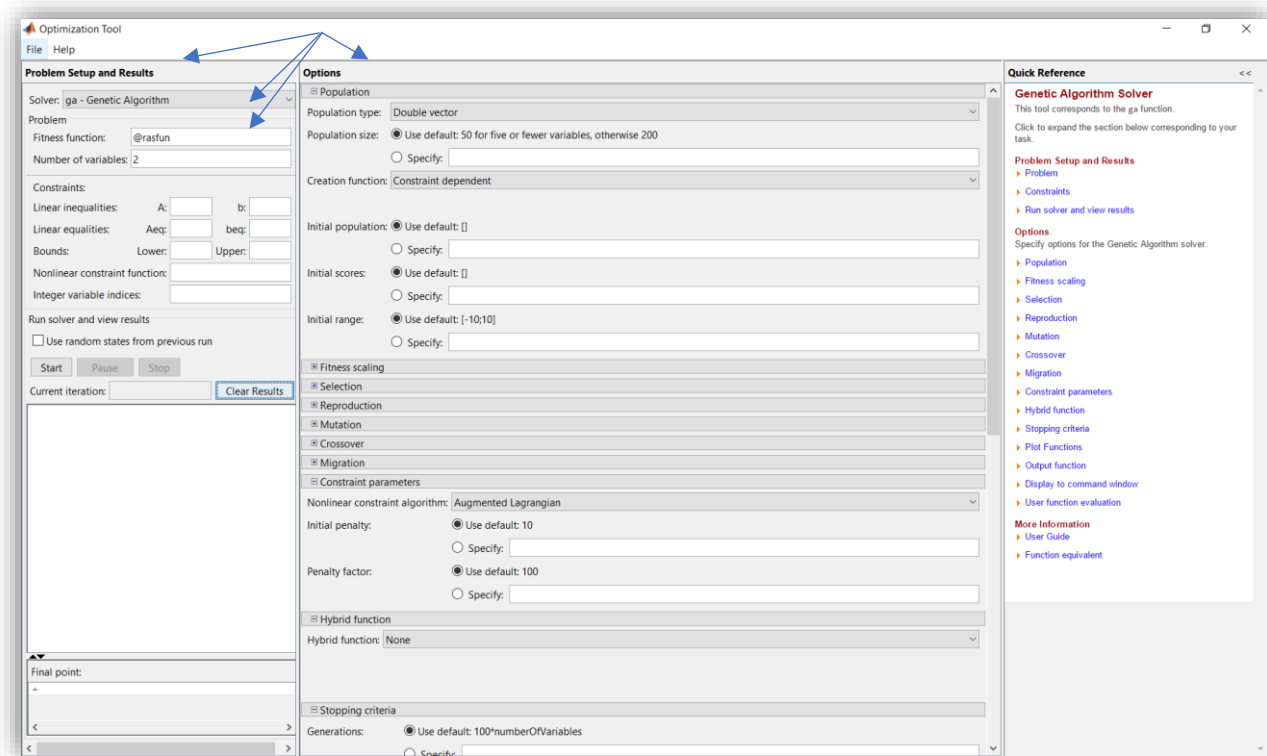 Optimization Tool
File Help
Problem Setup and Results
Solver: ga - Genetic Algorithm
Problem
Fitness function: @rasfun
Number of variables: 2
Constraints:
Linear inequalities: A: b:
Linear equalities: Aeq: beq:
Bounds: Lower: Upper:
Nonlinear constraint function:
Integer variable indices:
Run solver and view results
Use random states from previous run
Start Pause Stop
Current iteration: Clear Results
Final point:
Options
Population
Population type: Double vector
Population size: Use default: 50 for five or fewer variables, otherwise 200
Specify:
Creation function: Constraint dependent
Initial population: Use default: []
Specify:
Initial scores: Use default: []
Specify:
Initial range: Use default: [-10;10]
Specify:
Fitness scaling
Selection
Reproduction
Mutation
Crossover
Migration
Constraint parameters
Nonlinear constraint algorithm: Augmented Lagrangian
Initial penalty: Use default: 10
Specify:
Penalty factor: Use default: 100
Specify:
Hybrid function
Hybrid function: None
Stopping criteria
Generations: Use default: 100*numberOfVariables
Specify:
Quick Reference <<
Genetic Algorithm Solver
This tool corresponds to the ga function.
Click to expand the section below corresponding to your
task.
Problem Setup and Results
Problem
Constraints
Run solver and view results
Options
Specify options for the Genetic Algorithm solver.
Population
Fitness scaling
Selection
Reproduction
Mutation
Crossover
Migration
Constraint parameters
Hybrid function
Stopping criteria
Plot Functions
Output function
Display to command window
User function evaluation
More Information
User Guide
Function equivalent